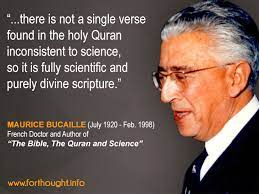 “...there is not a single verse
found in the holy Quran
inconsistent to science,
so it is fully scientific and
purely divine scripture.”
MAURICE BUCAILLE (July 1920 - Feb. 1998)
French Doctor and Author of
“The Bible, The Quran and Science”
www.forthought.info